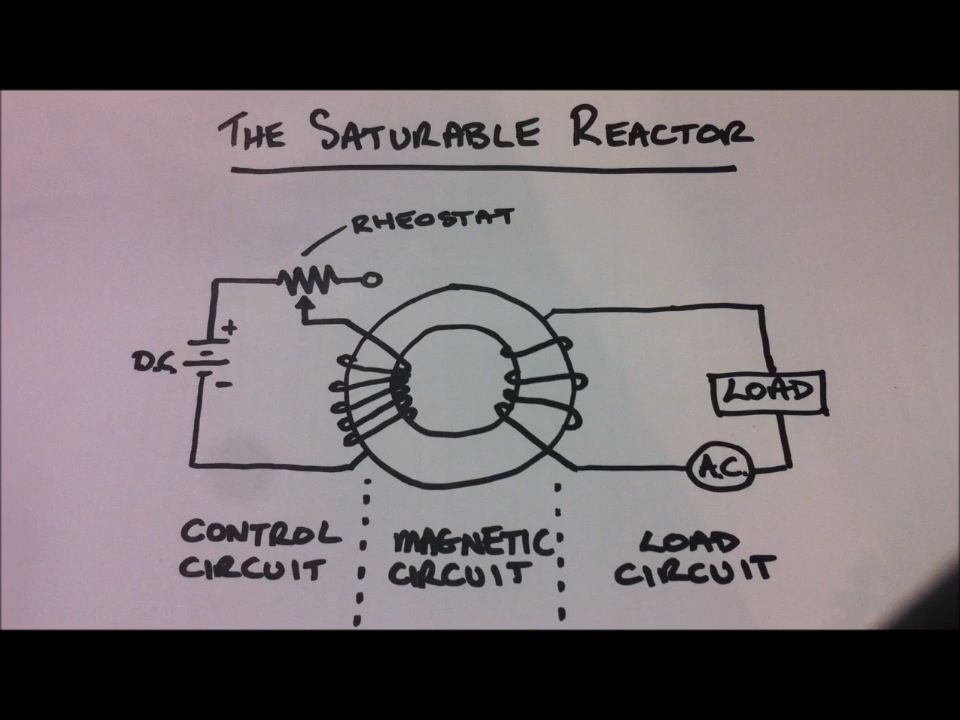 THE SATURABLE REACTOR
RHEOSTAT
+
D.C.
-
LOAD
A.C.
CONTROL
CIRCUIT
MAGNETIC
CIRCUIT
LOAD
CIRCUIT